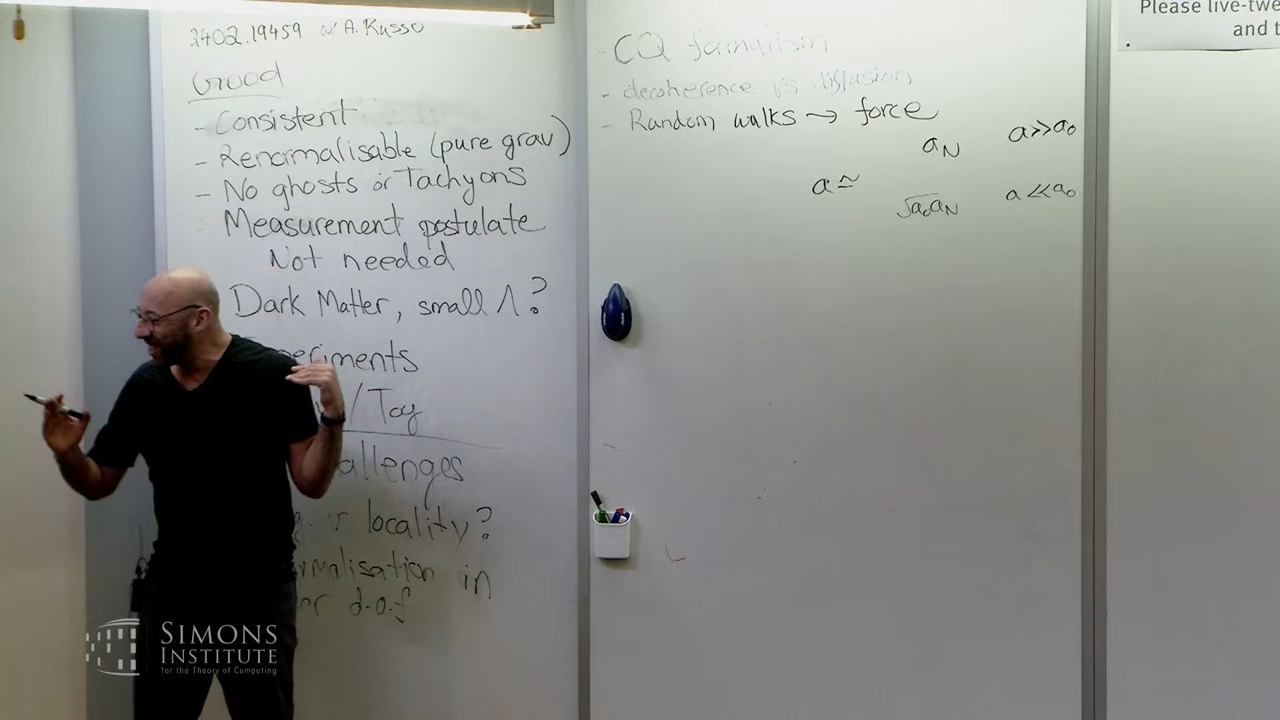 2402.19459 w/ A. Russo
Good
- Consistent
- Renormalisable (pure grav)
- No ghosts or Tachyons
Measurement postulate
Not needed
Dark Matter, small Λ?
eriments
/Toy
allenges
vs locality?
rmalisation in
r d.o.f
- CQ formalism
- decoherence vs diffusion
- Random walks → force
a_N a>>a₀
a ≃
√a₀a_N a<<a₀
Please live-twe
and t
SIMONS
INSTITUTE
for the Theory of Computing